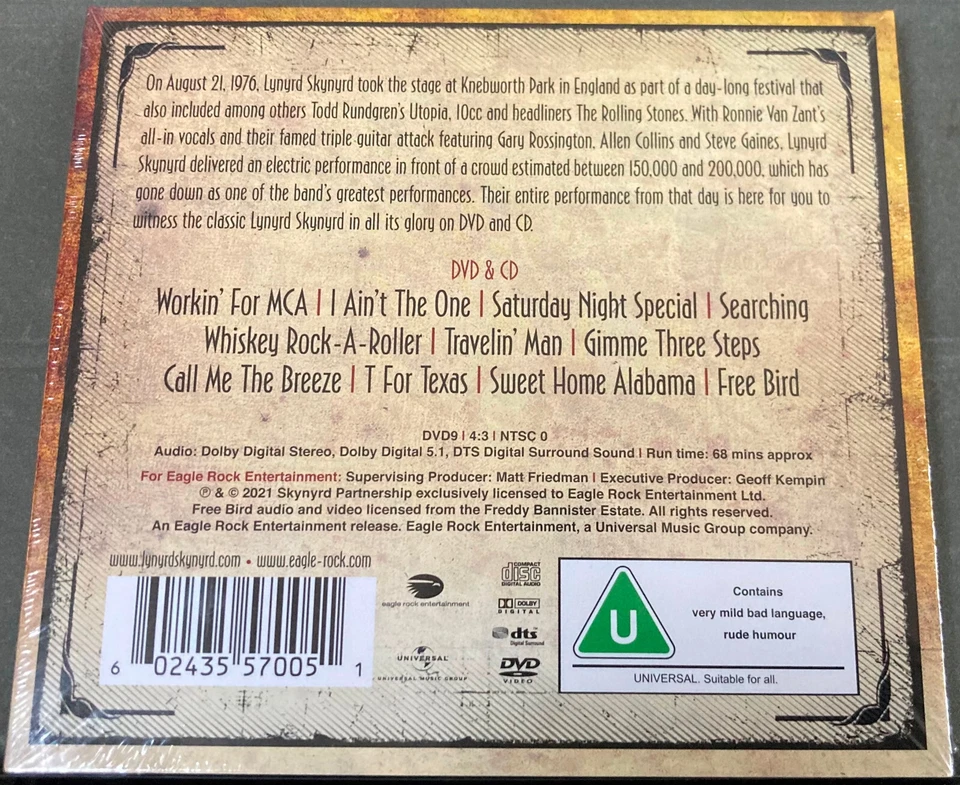 On August 21, 1976, Lynyrd Skynyrd took the stage at Knebworth Park in England as part of a day-long festival that
also included among others Todd Rundgren's Utopia, 10cc and headliners The Rolling Stones. With Ronnie Van Zant's
all-in vocals and their famed triple guitar attack featuring Gary Rossington, Allen Collins and Steve Gaines, Lynyrd
Skynyrd delivered an electric performance in front of a crowd estimated between 150,000 and 200,000, which has
gone down as one of the band's greatest performances. Their entire performance from that day is here for you to
witness the classic Lynyrd Skynyrd in all its glory on DVD and CD.
DVD & CD
Workin' For MCA | I Ain't The One | Saturday Night Special | Searching
Whiskey Rock-A-Roller | Travelin' Man | Gimme Three Steps
Call Me The Breeze | T For Texas | Sweet Home Alabama | Free Bird
DVD9 | 4:3 | NTSC 0
Audio: Dolby Digital Stereo, Dolby Digital 5.1, DTS Digital Surround Sound | Run time: 68 mins approx
For Eagle Rock Entertainment: Supervising Producer: Matt Friedman | Executive Producer: Geoff Kempin
℗ & © 2021 Skynyrd Partnership exclusively licensed to Eagle Rock Entertainment Ltd.
Free Bird audio and video licensed from the Freddy Bannister Estate. All rights reserved.
An Eagle Rock Entertainment release. Eagle Rock Entertainment, a Universal Music Group company.
www.lynyrdskynyrd.com • www.eagle-rock.com
6 02435 57005 1
eagle rock entertainment
UNIVERSAL
UNIVERSAL MUSIC GROUP
COMPACT
disc
DIGITAL AUDIO
DOLBY
DIGITAL
dts
Digital Surround
DVD
VIDEO
U
Contains
very mild bad language,
rude humour
UNIVERSAL. Suitable for all.